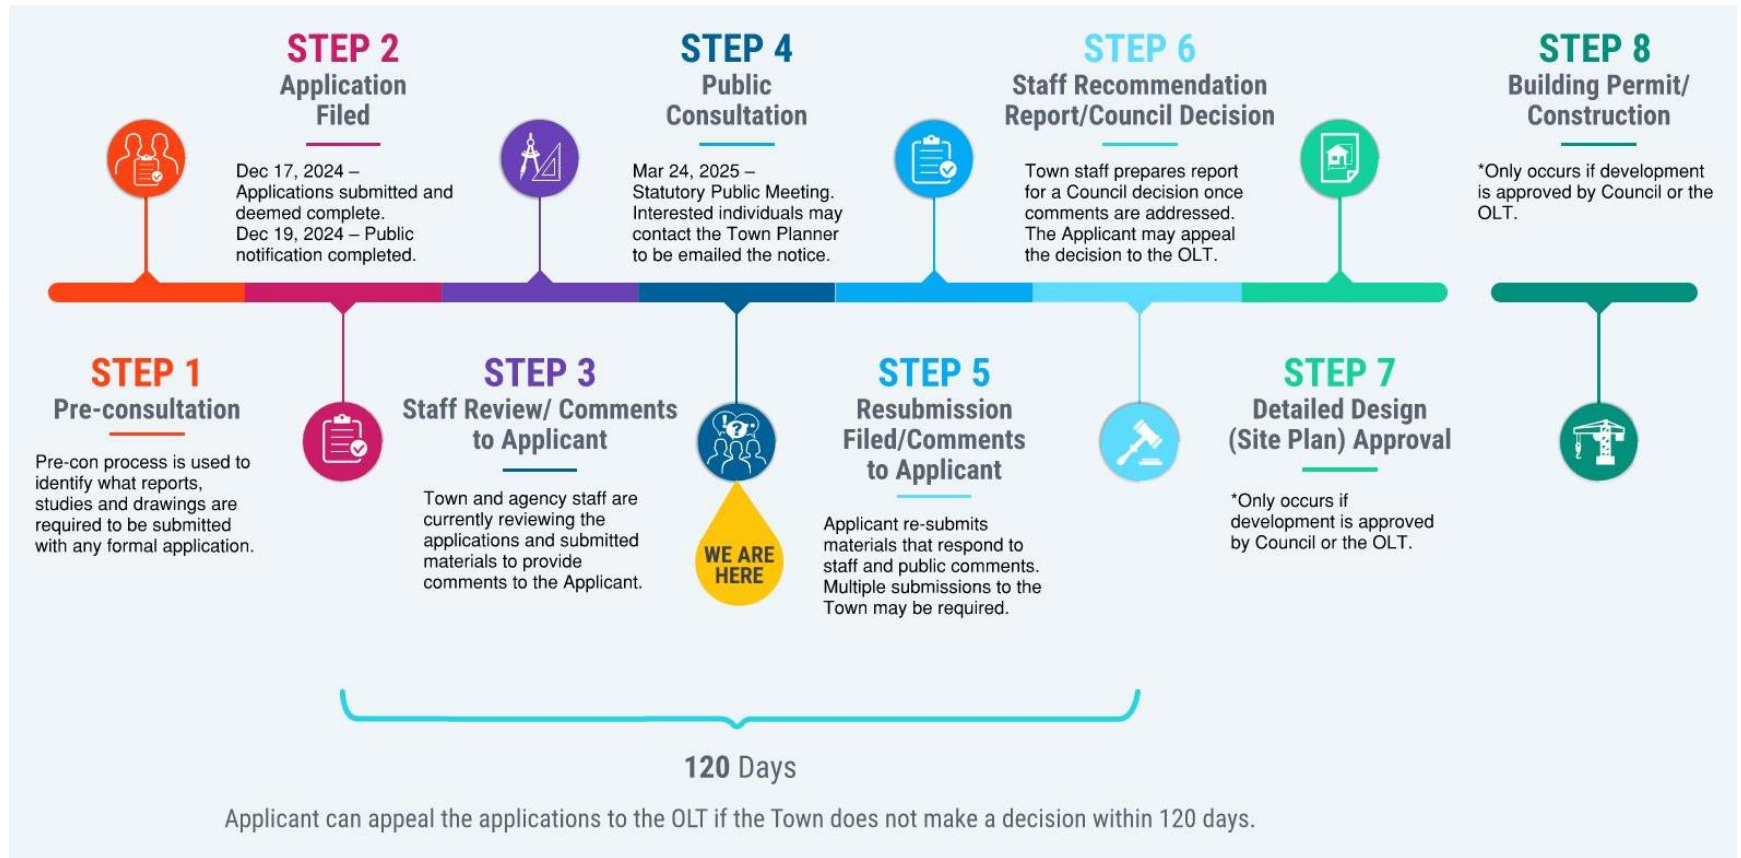 STEP 1
Pre-consultation
Pre-con process is used to
identify what reports,
studies and drawings are
required to be submitted
with any formal application.
STEP 2
Application
Filed
Dec 17, 2024 –
Applications submitted and
deemed complete.
Dec 19, 2024 – Public
notification completed.
STEP 3
Staff Review/ Comments
to Applicant
Town and agency staff are
currently reviewing the
applications and submitted
materials to provide
comments to the Applicant.
STEP 4
Public
Consultation
Mar 24, 2025 –
Statutory Public Meeting.
Interested individuals may
contact the Town Planner
to be emailed the notice.
WE ARE
HERE
STEP 5
Resubmission
Filed/Comments
to Applicant
Applicant re-submits
materials that respond to
staff and public comments.
Multiple submissions to the
Town may be required.
STEP 6
Staff Recommendation
Report/Council Decision
Town staff prepares report
for a Council decision once
comments are addressed.
The Applicant may appeal
the decision to the OLT.
STEP 7
Detailed Design
(Site Plan) Approval
*Only occurs if
development is approved
by Council or the OLT.
STEP 8
Building Permit/
Construction
*Only occurs if development
is approved by Council or the
OLT.
120 Days
Applicant can appeal the applications to the OLT if the Town does not make a decision within 120 days.